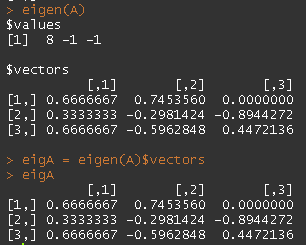 > eigen(A)
$values
[1]  8 -1 -1
$vectors
          [,1]       [,2]       [,3]
[1,] 0.6666667  0.7453560  0.0000000
[2,] 0.3333333 -0.2981424 -0.8944272
[3,] 0.6666667 -0.5962848  0.4472136
> eigA = eigen(A)$vectors
> eigA
          [,1]       [,2]       [,3]
[1,] 0.6666667  0.7453560  0.0000000
[2,] 0.3333333 -0.2981424 -0.8944272
[3,] 0.6666667 -0.5962848  0.4472136